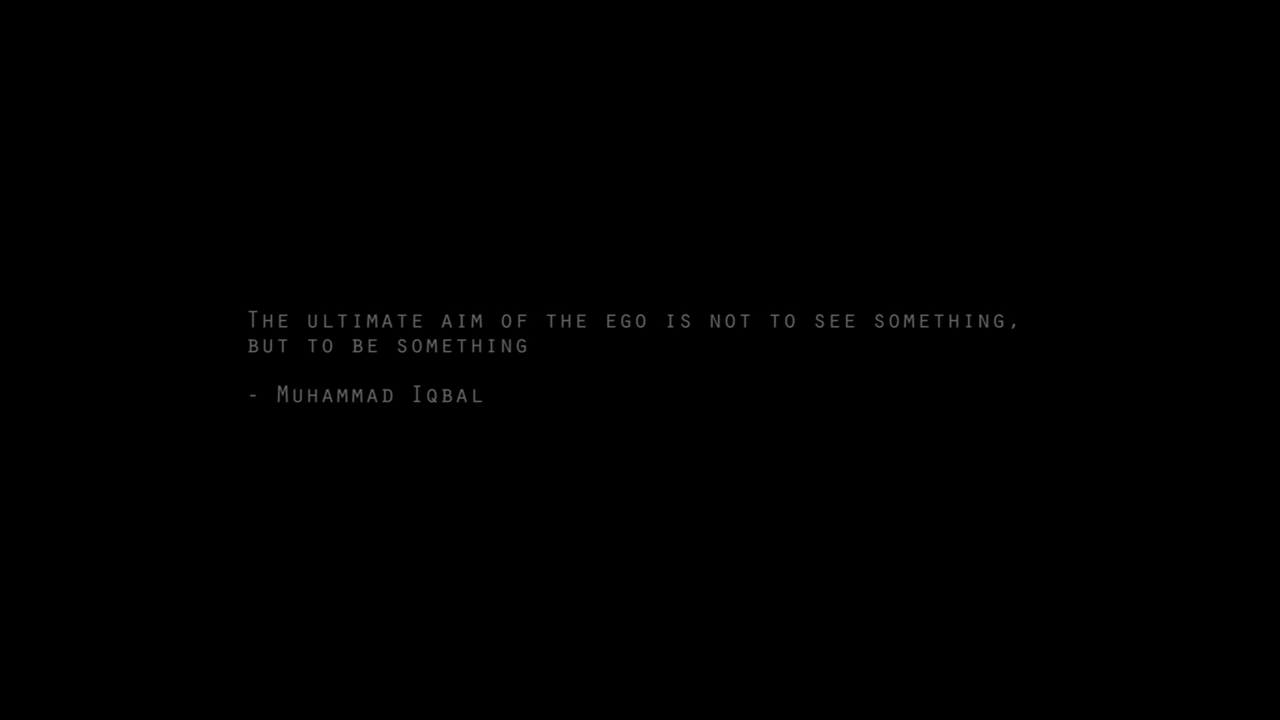 The ultimate aim of the ego is not to see something,
but to be something
- Muhammad Iqbal